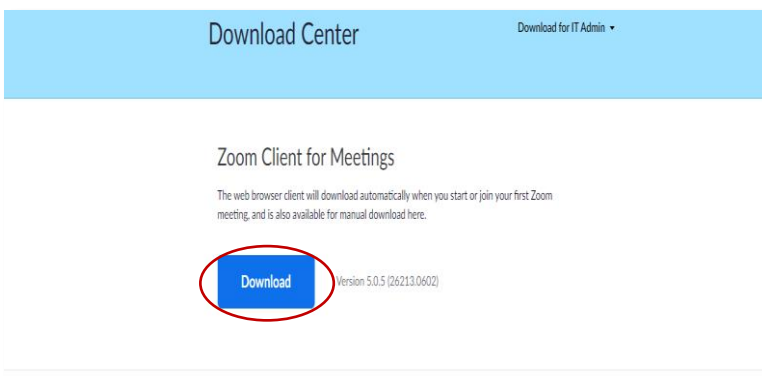 Download Center
Download for IT Admin
Zoom Client for Meetings
The web browser client will download automatically when you start or join your first Zoom
meeting, and is also available for manual download here.
Download
Version 5.0.5 (26213.0602)